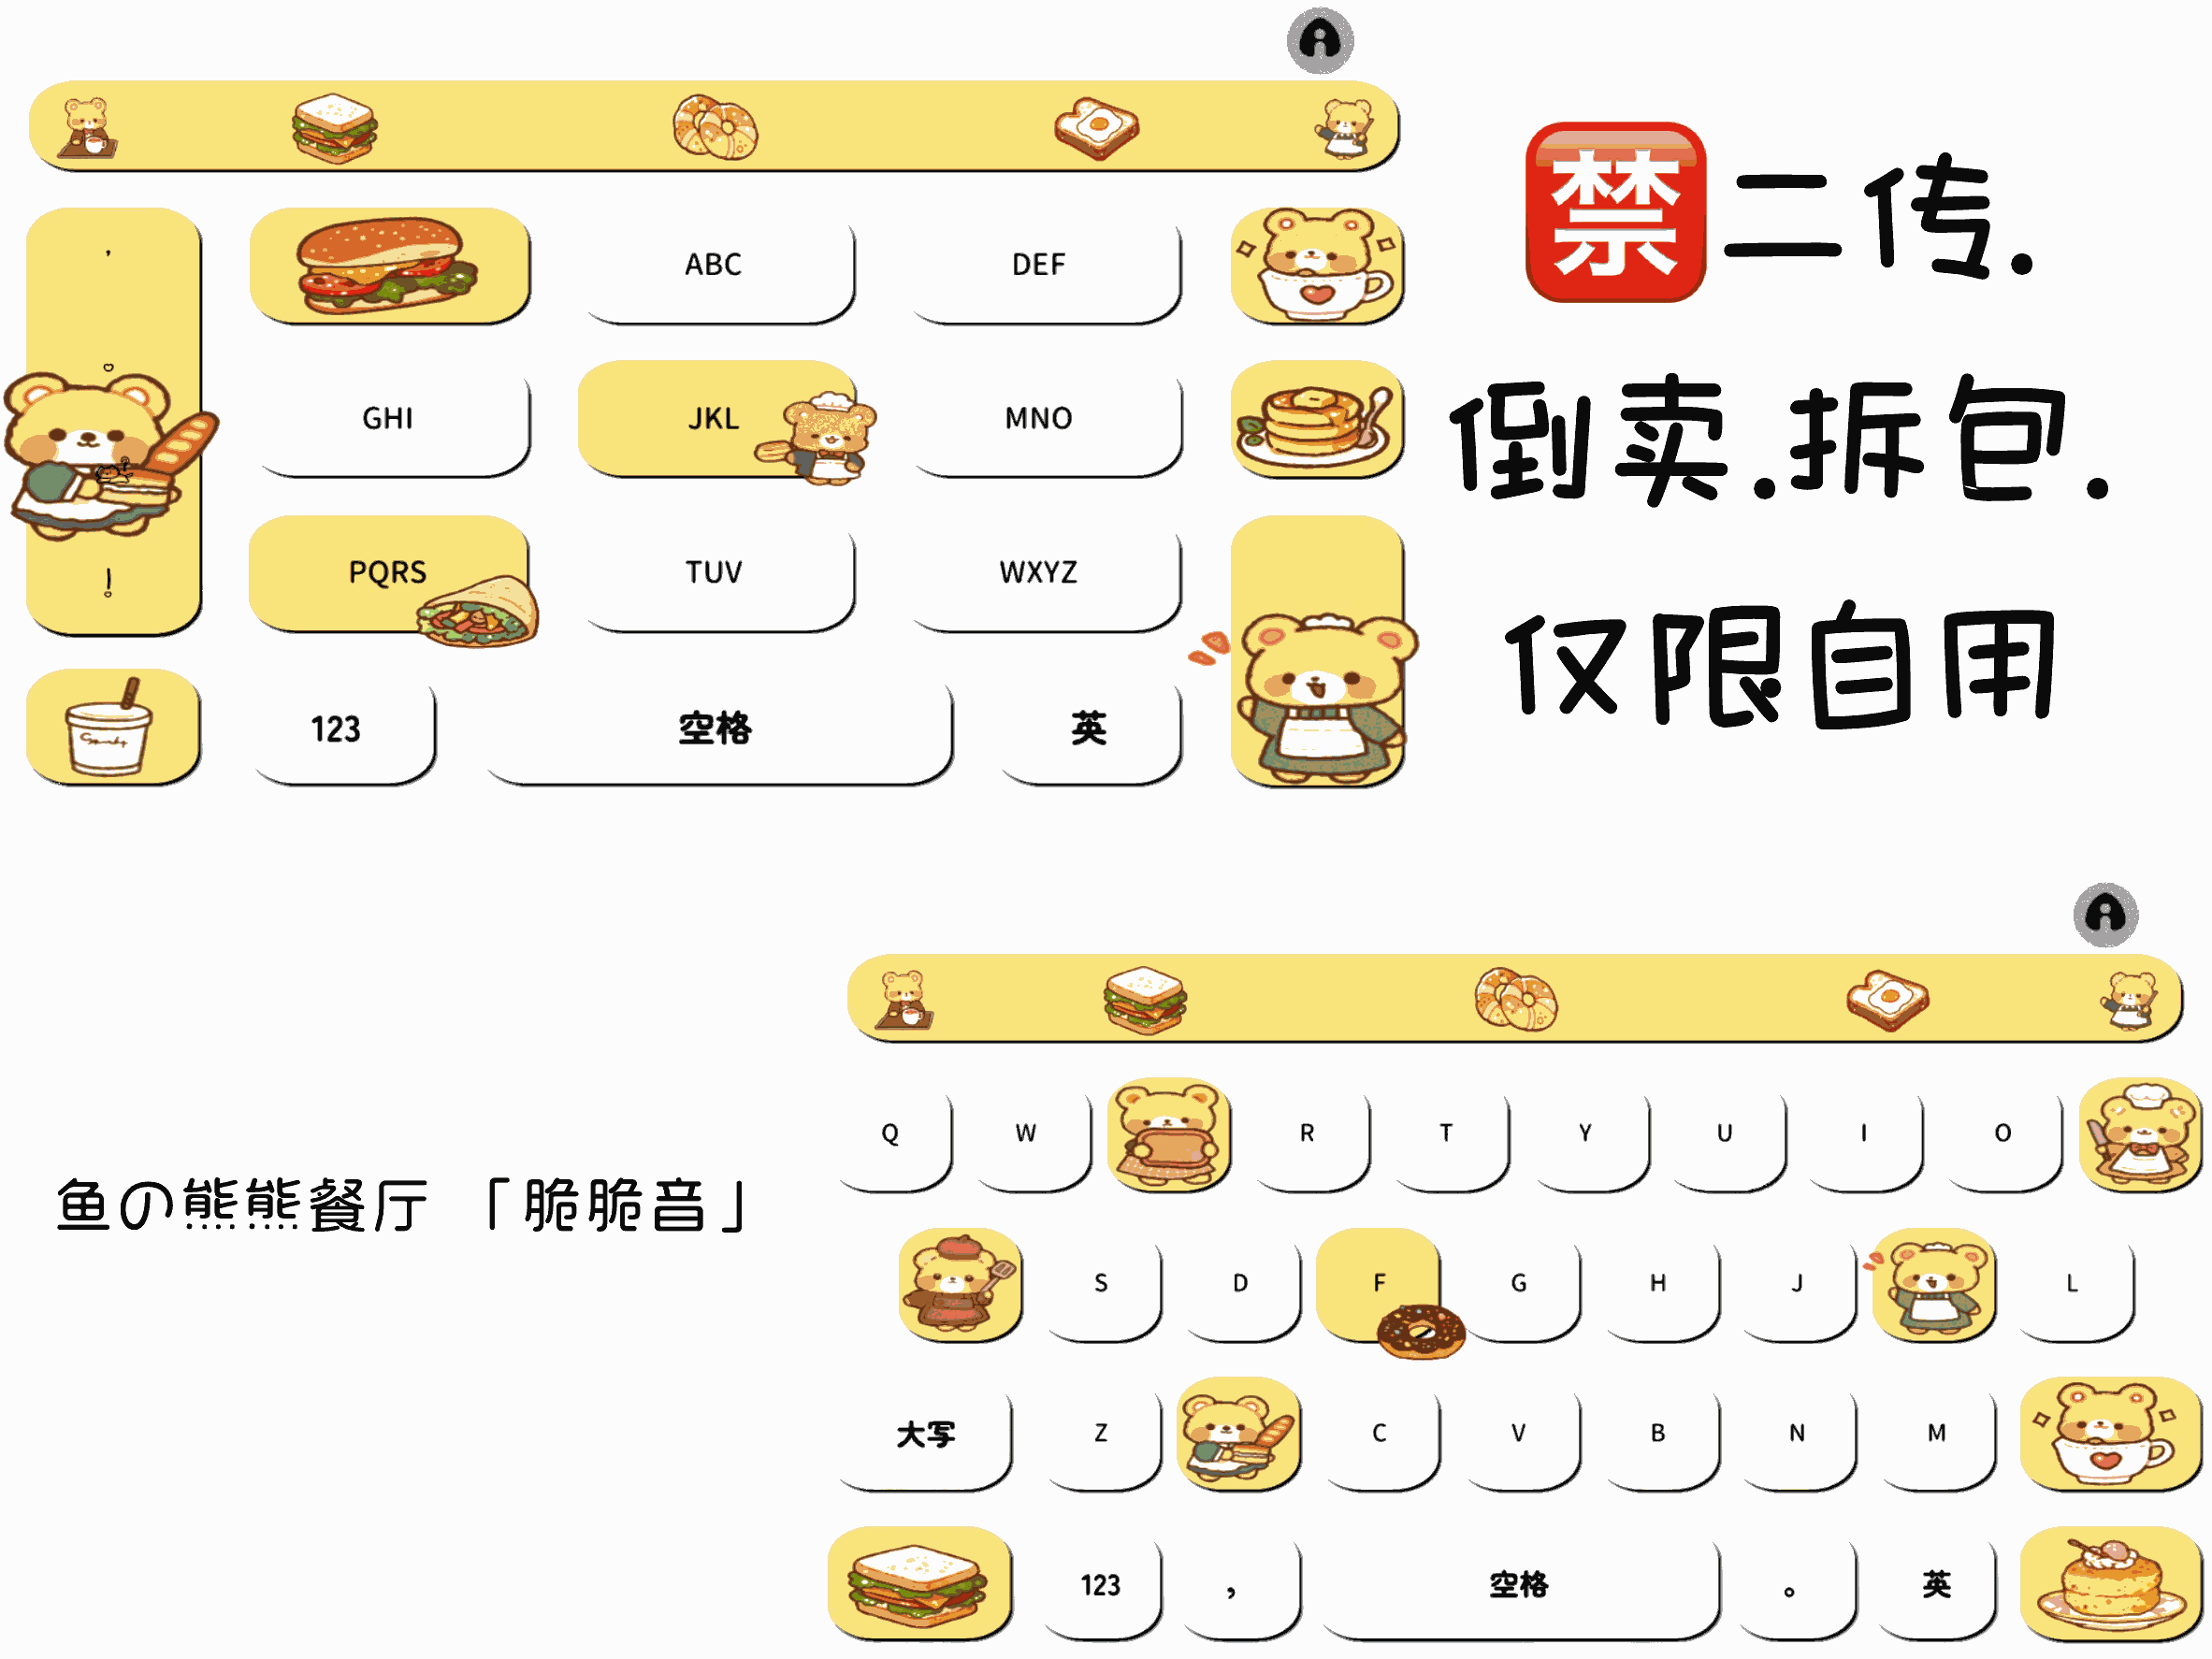 禁二传.
倒卖.拆包.
仅限自用
,
ABC
DEF
GHI
JKL
MNO
PQRS
TUV
WXYZ
!
123
空格
英
鱼の熊熊餐厅 「脆脆音」
Q W R T Y U I O
S D F G H J L
大写 Z C V B N M
123 , 空格 。 英